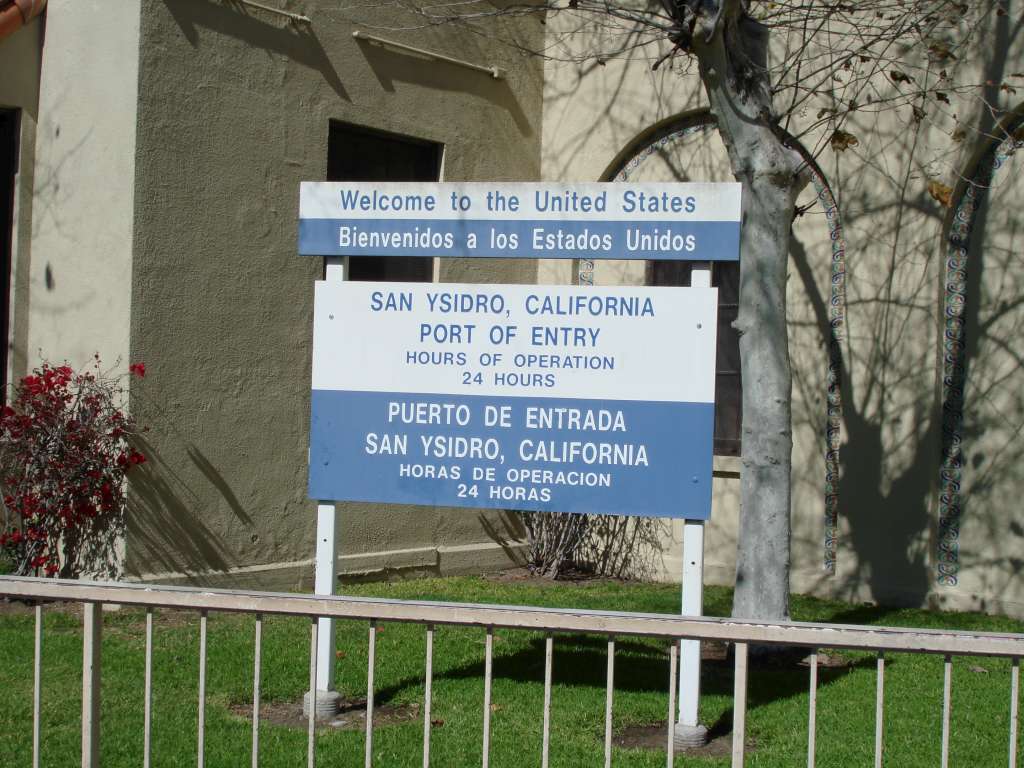 Welcome to the United States
Bienvenidos a los Estados Unidos
SAN YSIDRO, CALIFORNIA
PORT OF ENTRY
HOURS OF OPERATION
24 HOURS
PUERTO DE ENTRADA
SAN YSIDRO, CALIFORNIA
HORAS DE OPERACION
24 HORAS